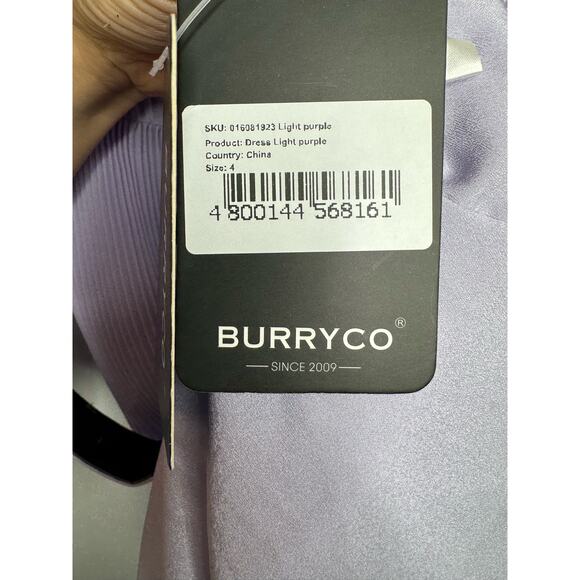 SKU: 016081923 Light purple
Product: Dress Light purple
Country: China
Size: 4
4 800144 568161
BURRYCO®
SINCE 2009